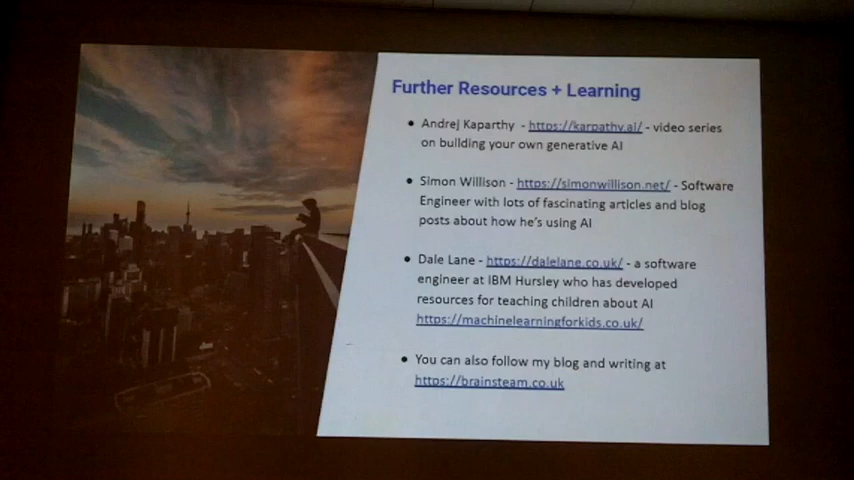 Further Resources + Learning
• Andrej Kaparthy - https://karpathy.ai/ - video series
on building your own generative AI
• Simon Willison - https://simonwillison.net/ - Software
Engineer with lots of fascinating articles and blog
posts about how he's using AI
• Dale Lane - https://dalelane.co.uk/ - a software
engineer at IBM Hursley who has developed
resources for teaching children about AI
https://machinelearningforkids.co.uk/
• You can also follow my blog and writing at
https://brainsteam.co.uk